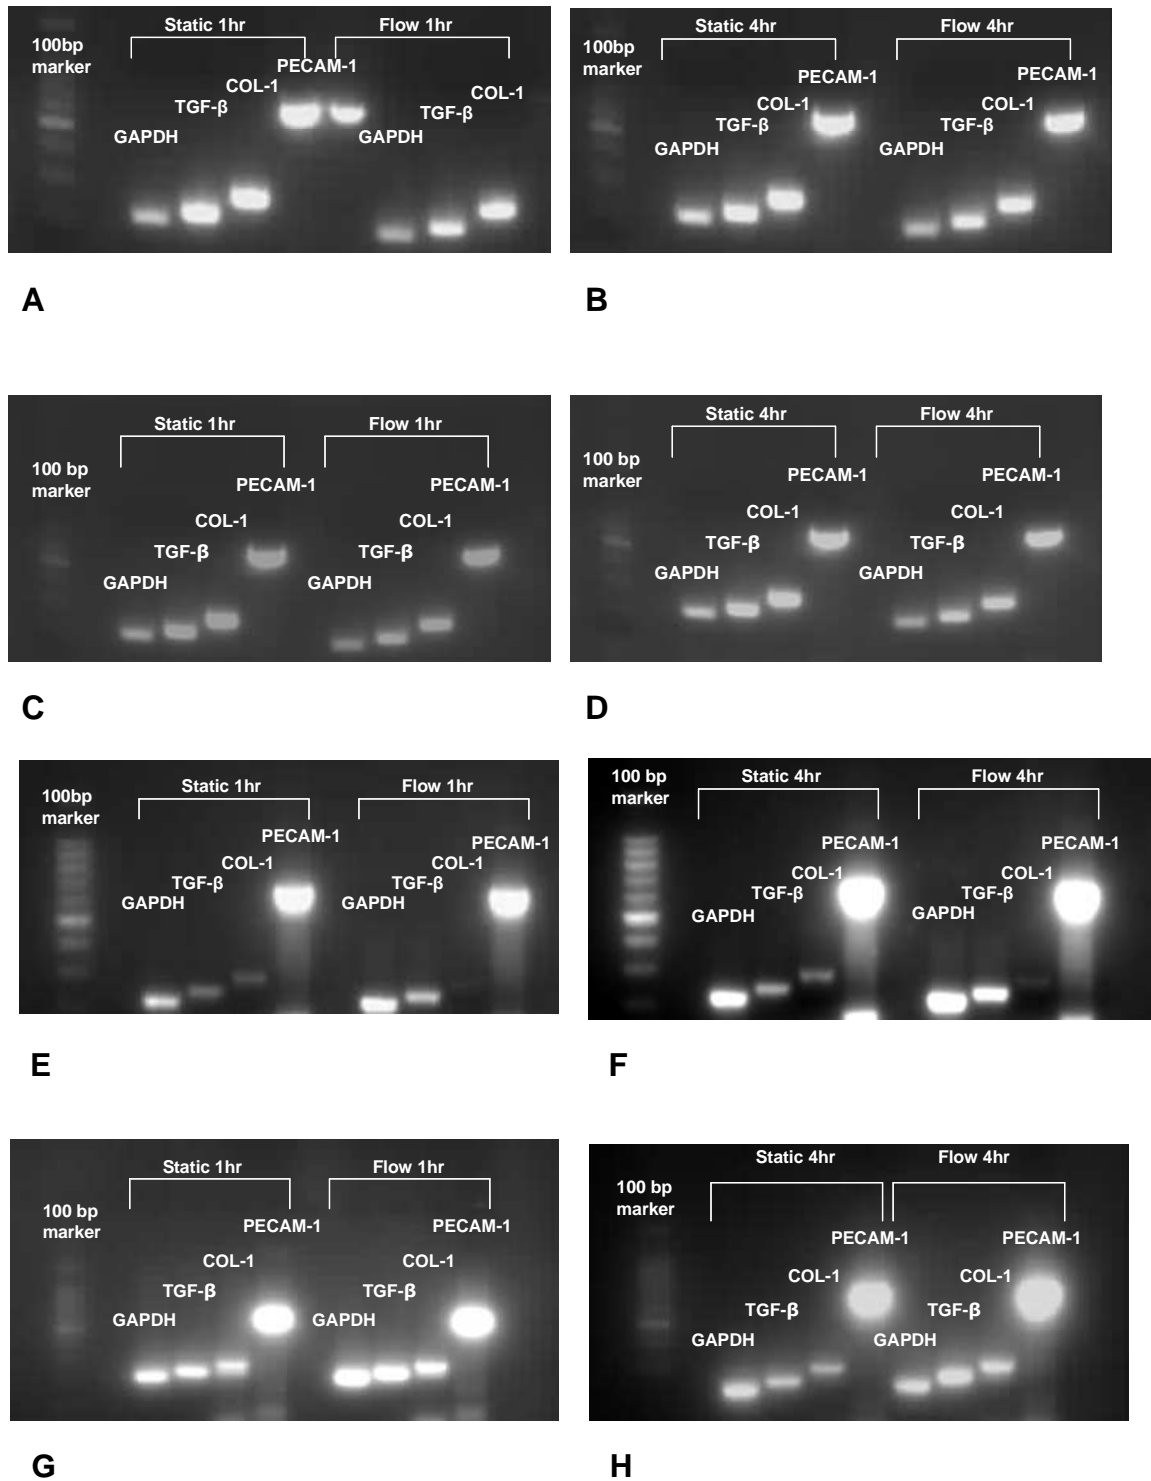 Static 1hr
Flow 1hr
100bp
marker
PECAM-1
COL-1
TGF-β
GAPDH
COL-1
TGF-β
GAPDH
A
Static 4hr
Flow 4hr
100bp
marker
PECAM-1
COL-1
TGF-β
GAPDH
PECAM-1
COL-1
TGF-β
GAPDH
B
Static 1hr
Flow 1hr
100 bp
marker
PECAM-1
COL-1
TGF-β
GAPDH
PECAM-1
COL-1
TGF-β
GAPDH
C
Static 4hr
Flow 4hr
100 bp
marker
PECAM-1
COL-1
TGF-β
GAPDH
PECAM-1
COL-1
TGF-β
GAPDH
D
Static 1hr
Flow 1hr
100bp
marker
PECAM-1
COL-1
TGF-β
GAPDH
PECAM-1
COL-1
TGF-β
GAPDH
E
100 bp
marker
Static 4hr
Flow 4hr
PECAM-1
COL-1
TGF-β
GAPDH
PECAM-1
COL-1
TGF-β
GAPDH
F
Static 1hr
Flow 1hr
100 bp
marker
PECAM-1
COL-1
TGF-β
GAPDH
PECAM-1
COL-1
TGF-β
GAPDH
G
Static 4hr
Flow 4hr
100 bp
marker
PECAM-1
COL-1
TGF-β
GAPDH
PECAM-1
COL-1
TGF-β
GAPDH
H